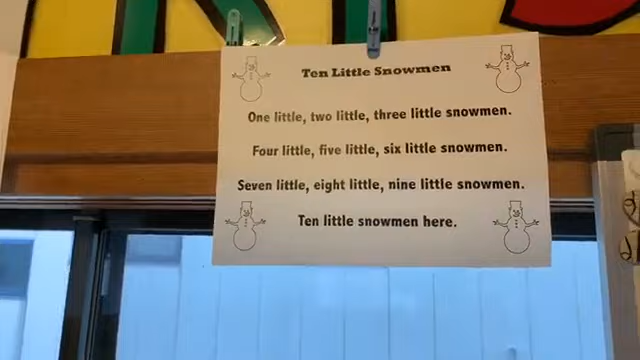 Ten Little Snowmen
One little, two little, three little snowmen.
Four little, five little, six little snowmen.
Seven little, eight little, nine little snowmen.
Ten little snowmen here.